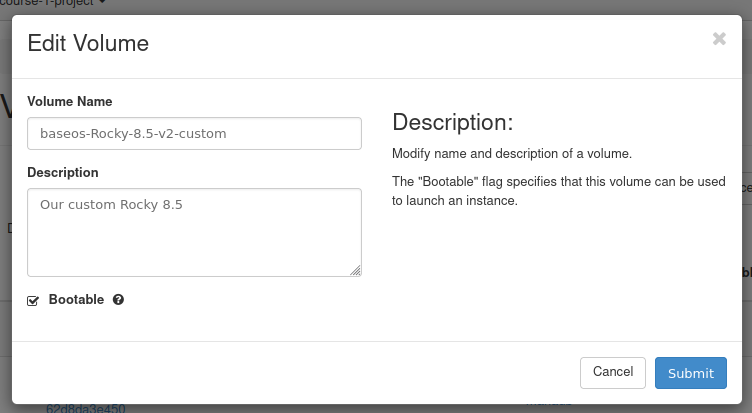 course-1-project
Edit Volume
Volume Name
baseos-Rocky-8.5-v2-custom
Description
Our custom Rocky 8.5
Bootable
Description:
Modify name and description of a volume.
The "Bootable" flag specifies that this volume can be used
to launch an instance.
Cancel
Submit
62d8da3e450